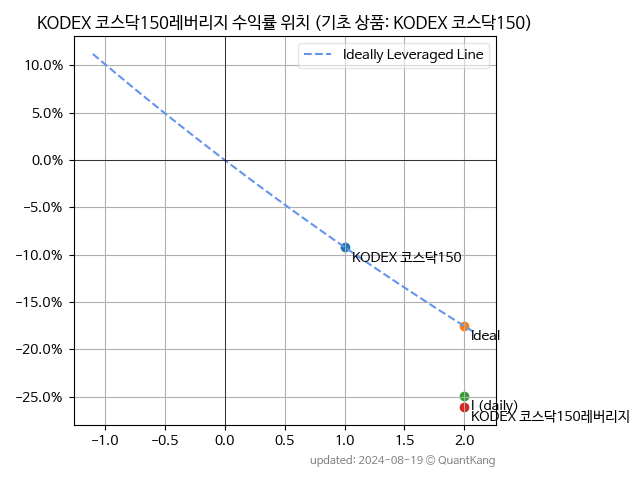 KODEX 코스닥150레버리지 수익률 위치 (기초 상품: KODEX 코스닥150)
Ideally Leveraged Line
10.0%
5.0%
0.0%
−5.0%
−10.0%
−15.0%
−20.0%
−25.0%
KODEX 코스닥150
Ideal
I (daily)
KODEX 코스닥150레버리지
−1.0 −0.5 0.0 0.5 1.0 1.5 2.0
updated: 2024-08-19 © QuantKang